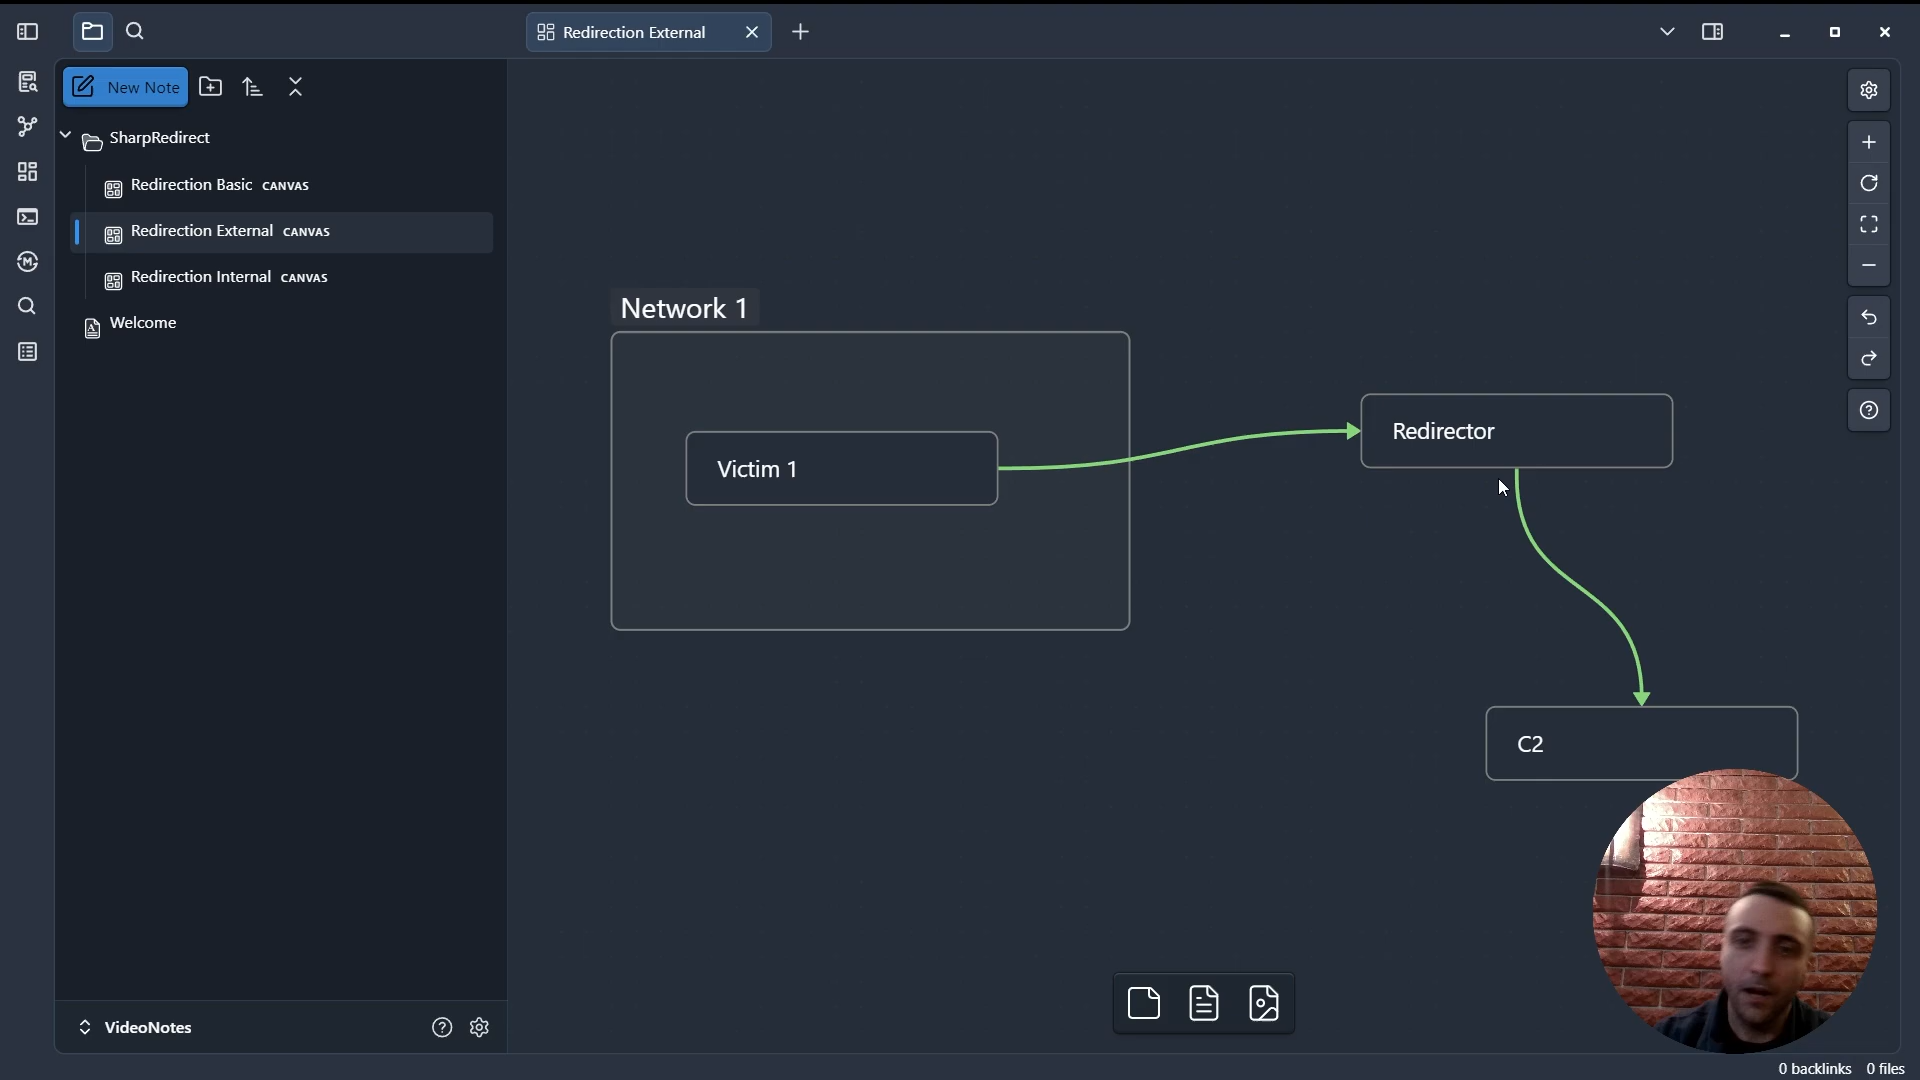 Redirection External
New Note
SharpRedirect
Redirection Basic CANVAS
Redirection External CANVAS
Redirection Internal CANVAS
Welcome
Network 1
Victim 1
Redirector
C2
VideoNotes
0 backlinks 0 files